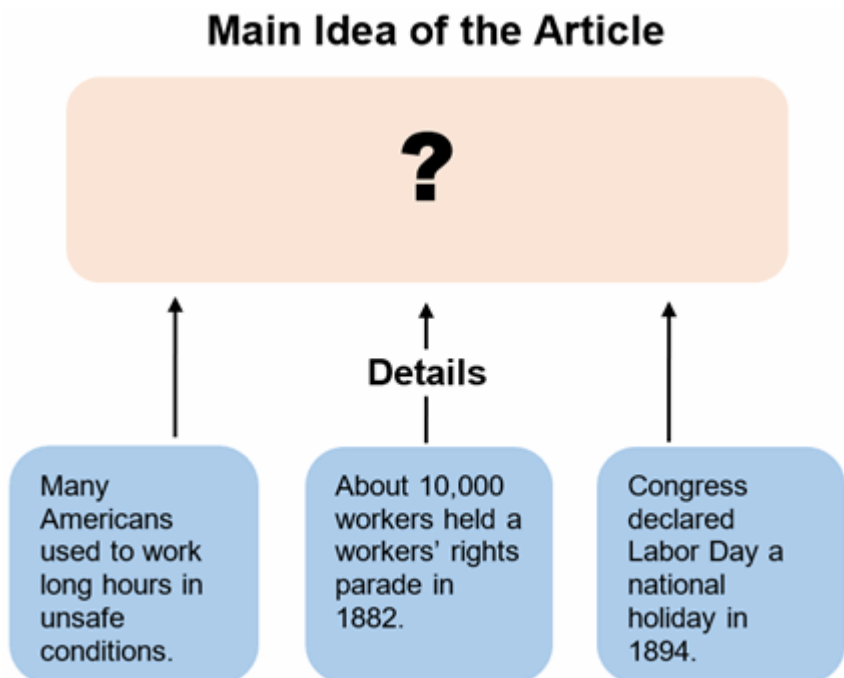 Main Idea of the Article
?
Details
Many
Americans
used to work
long hours in
unsafe
conditions.
About 10,000
workers held a
workers’ rights
parade in
1882.
Congress
declared
Labor Day a
national
holiday in
1894.